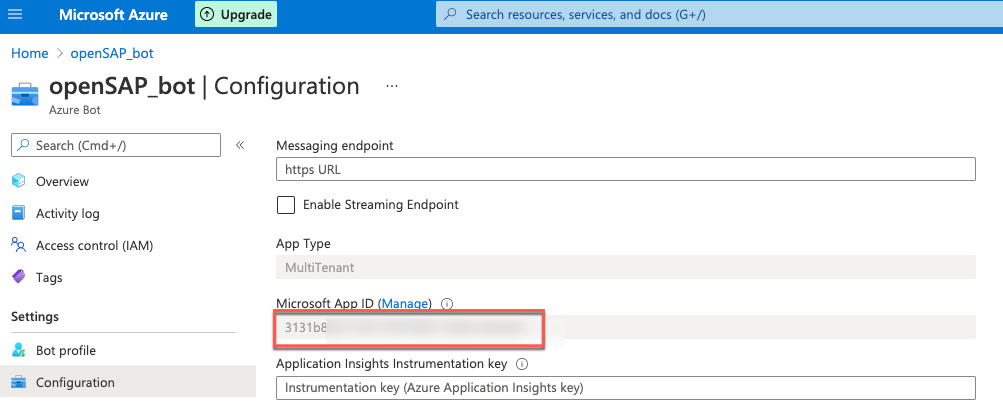 Microsoft Azure
Upgrade
Search resources, services, and docs (G+/)
Home > openSAP_bot
openSAP_bot | Configuration ...
Azure Bot
Search (Cmd+/)
«
Overview
Activity log
Access control (IAM)
Tags
Settings
Bot profile
Configuration
Messaging endpoint
https URL
Enable Streaming Endpoint
App Type
MultiTenant
Microsoft App ID (Manage)
3131b8
Application Insights Instrumentation key
Instrumentation key (Azure Application Insights key)